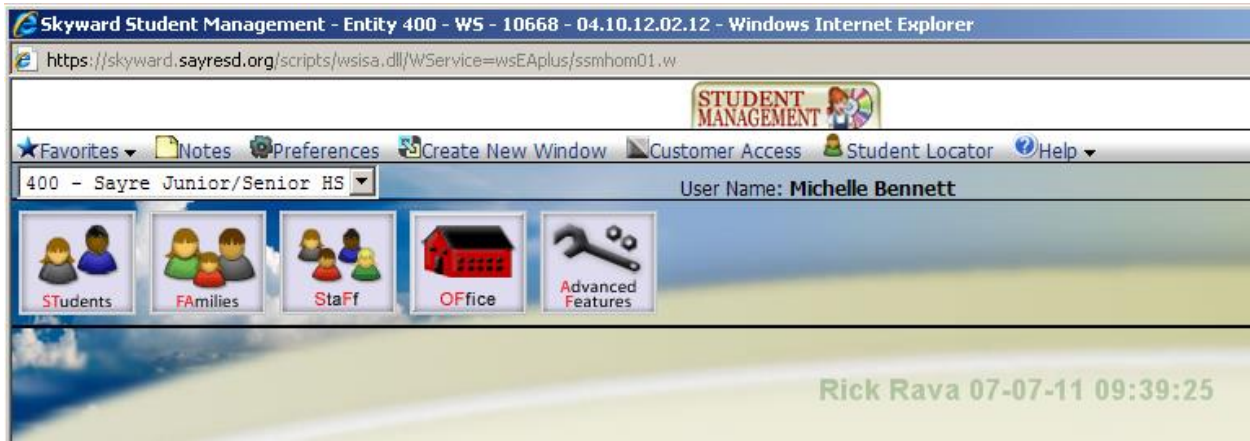 Skyward Student Management - Entity 400 - WS - 10668 - 04.10.12.02.12 - Windows Internet Explorer
https://skyward.sayresd.org/scripts/wsisa.dll/WService=wsEAplus/ssmhom01.w
STUDENT
MANAGEMENT
Favorites Notes Preferences Create New Window Customer Access Student Locator Help
400 - Sayre Junior/Senior HS User Name: Michelle Bennett
STudents FAmilies StaFf OFfice Advanced Features
Rick Rava 07-07-11 09:39:25